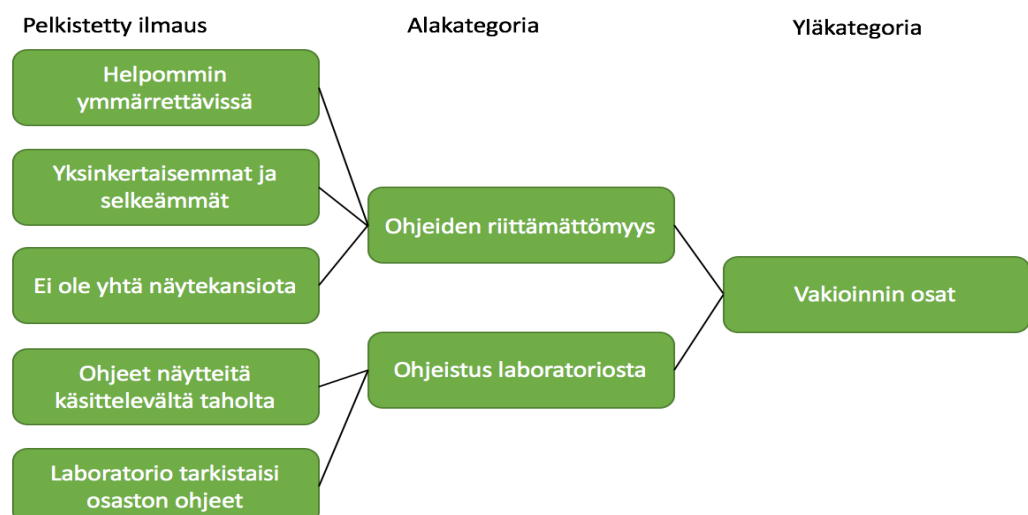 Pelkistetty ilmaus
Alakategoria
Yläkategoria
Helpommin
ymmärrettävissä
Yksinkertaisemmat ja
selkeämmät
Ei ole yhtä näytekansiota
Ohjeet näytteitä
käsittelevältä taholta
Laboratorio tarkistaisi
osaston ohjeet
Ohjeiden riittämättömyys
Ohjeistus laboratoriosta
Vakioinnin osat